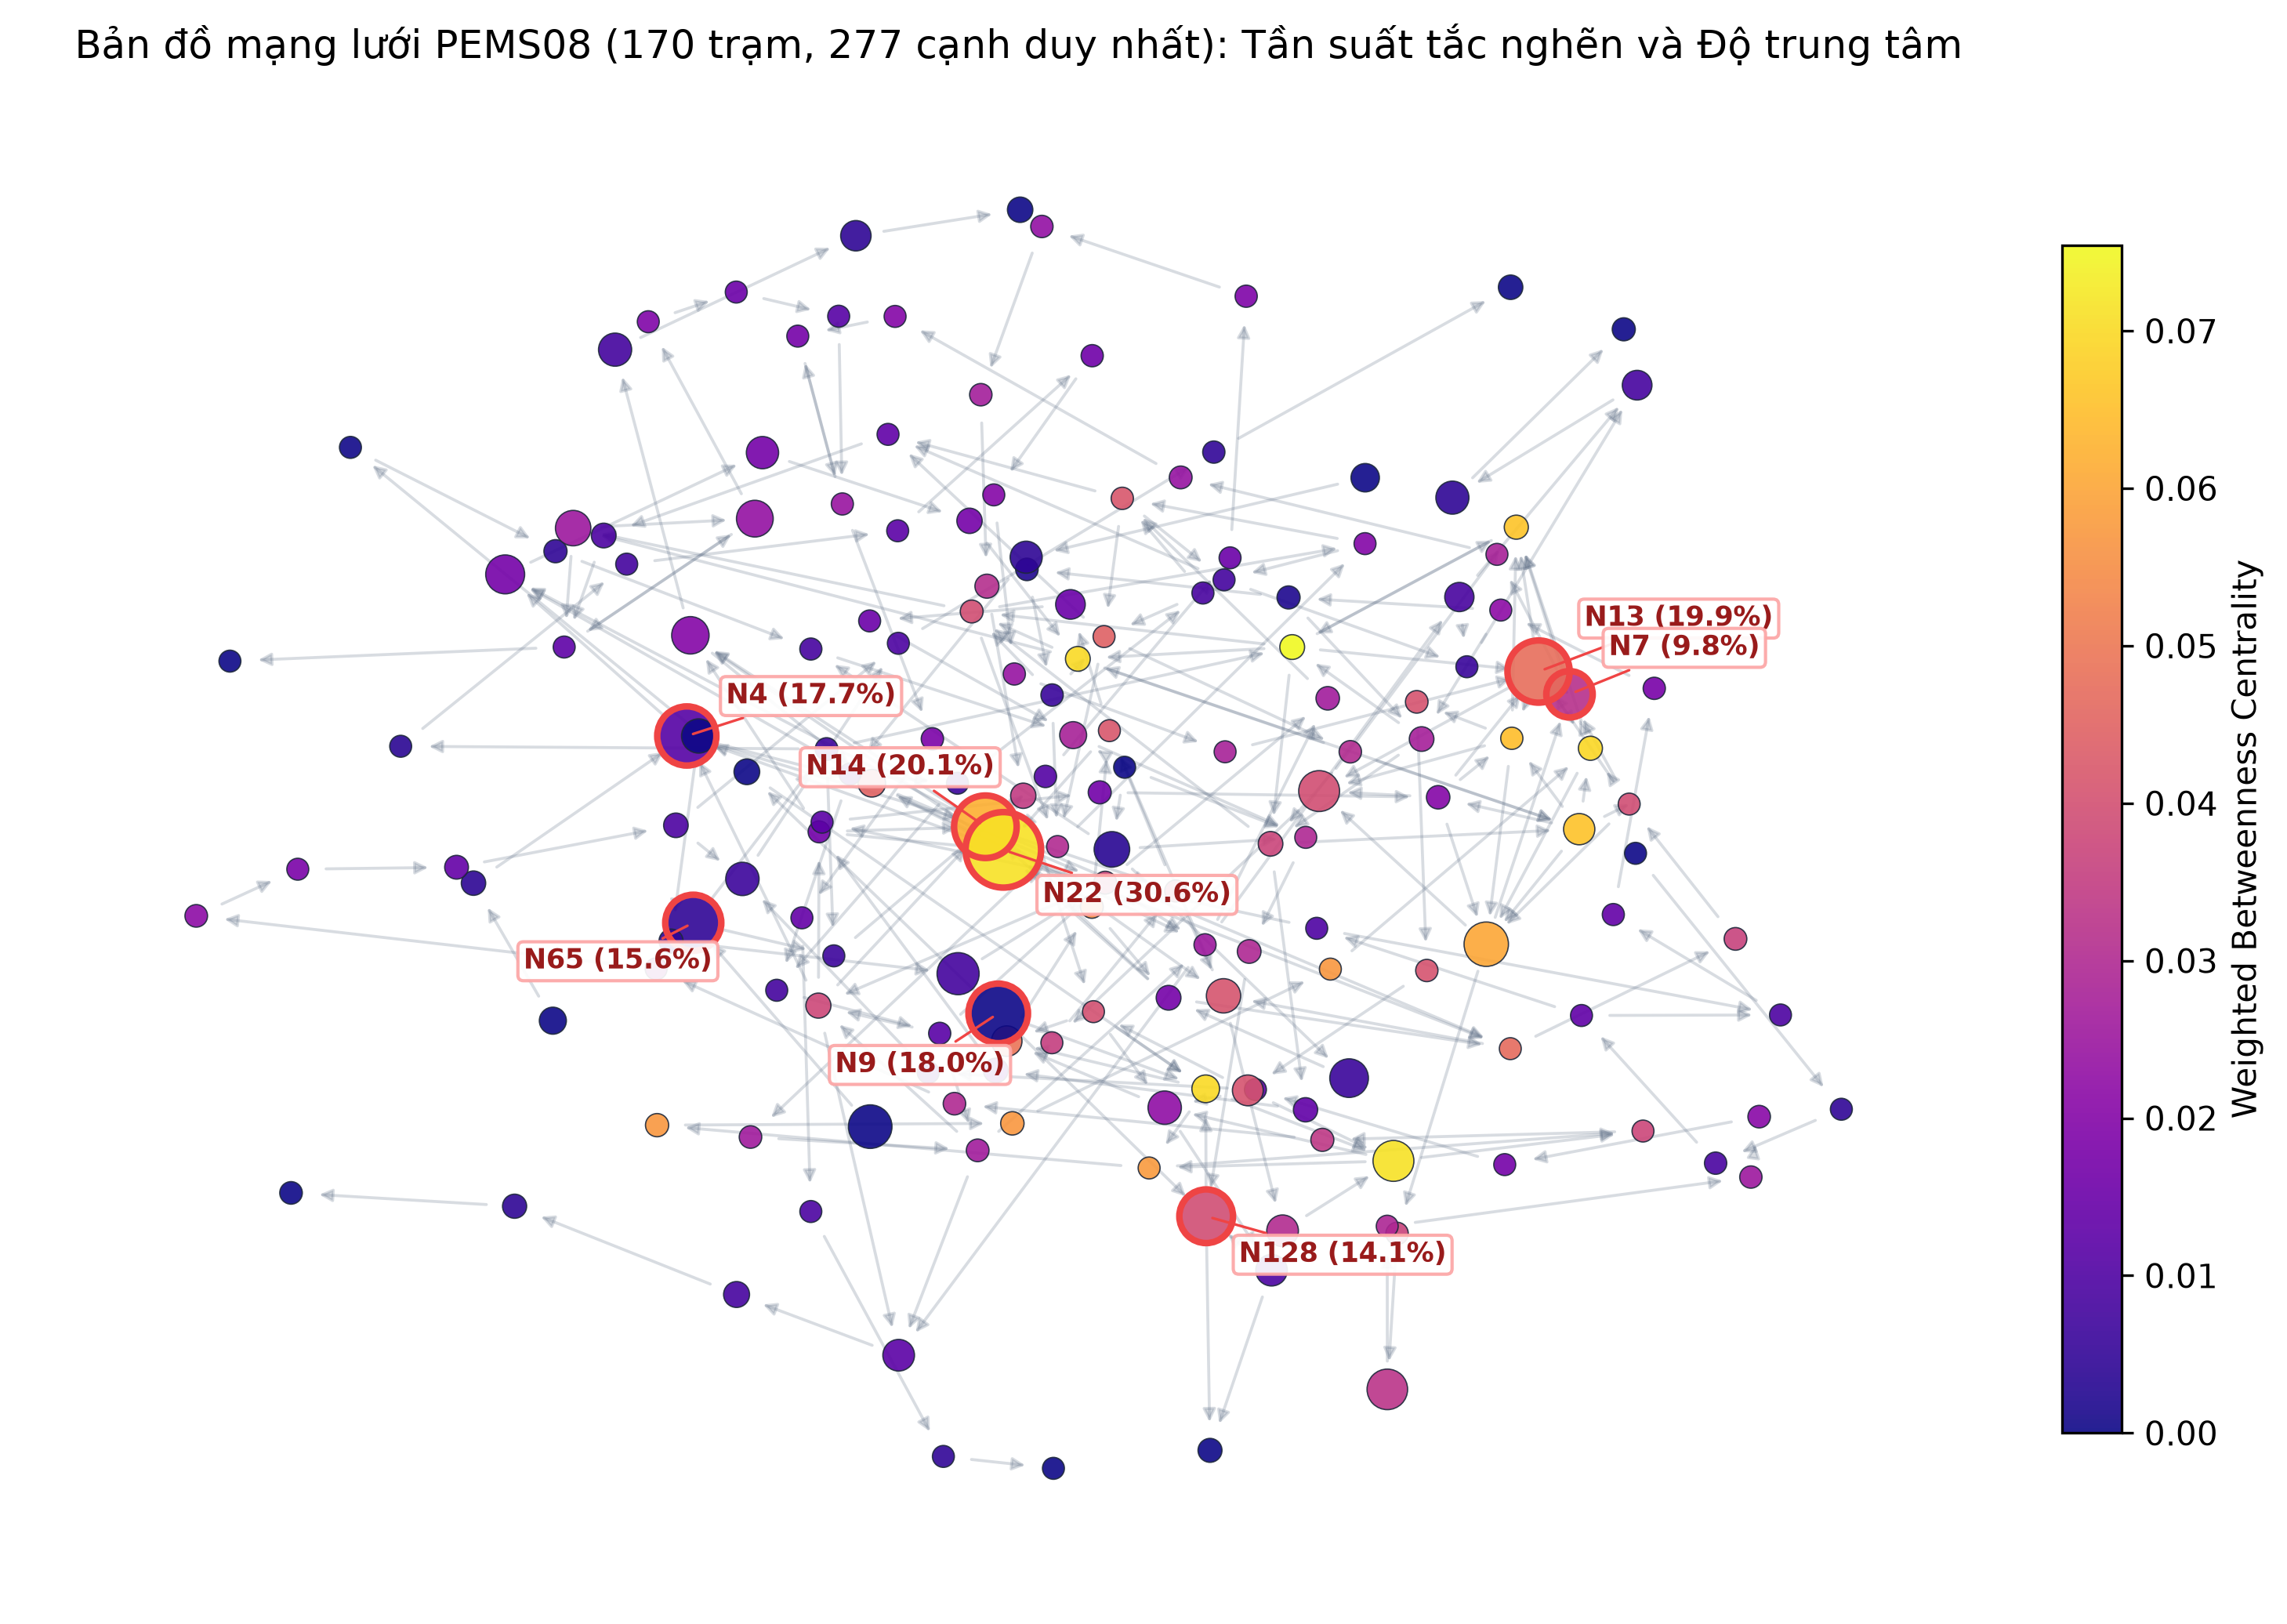 Bản đồ mạng lưới PEMS08 (170 trạm, 277 cạnh duy nhất): Tần suất tắc nghẽn và Độ trung tâm
N13 (19.9%)
N7 (9.8%)
N4 (17.7%)
N14 (20.1%)
N22 (30.6%)
N65 (15.6%)
N9 (18.0%)
N128 (14.1%)
0.07
0.06
0.05
0.04
0.03
0.02
0.01
0.00
Weighted Betweenness Centrality